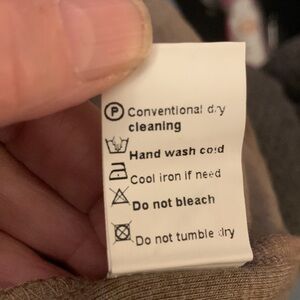 P Conventional dry
cleaning
Hand wash cold
Cool iron if need
Do not bleach
Do not tumble dry